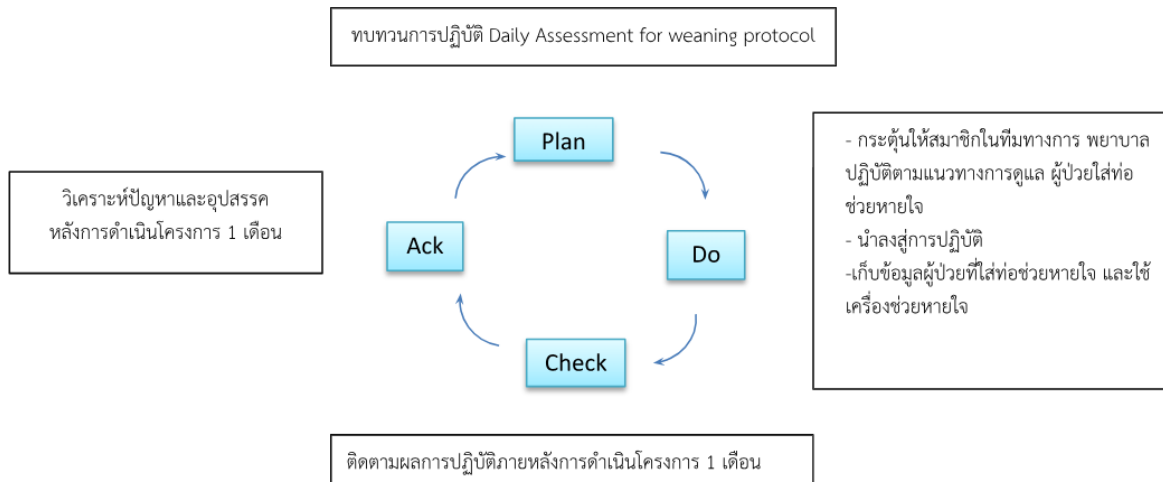 ทบทวนการปฏิบัติ Daily Assessment for weaning protocol
Plan
- กระตุ้นให้สมาชิกในทีมทางการ พยาบาล
ปฏิบัติตามแนวทางการดูแล ผู้ป่วยใส่ท่อ
ช่วยหายใจ
- นำลงสู่การปฏิบัติ
-เก็บข้อมูลผู้ป่วยที่ใส่ท่อช่วยหายใจ และใช้
เครื่องช่วยหายใจ
วิเคราะห์ปัญหาและอุปสรรค
หลังการดำเนินโครงการ 1 เดือน
Ack
Do
Check
ติดตามผลการปฏิบัติภายหลังการดำเนินโครงการ 1 เดือน